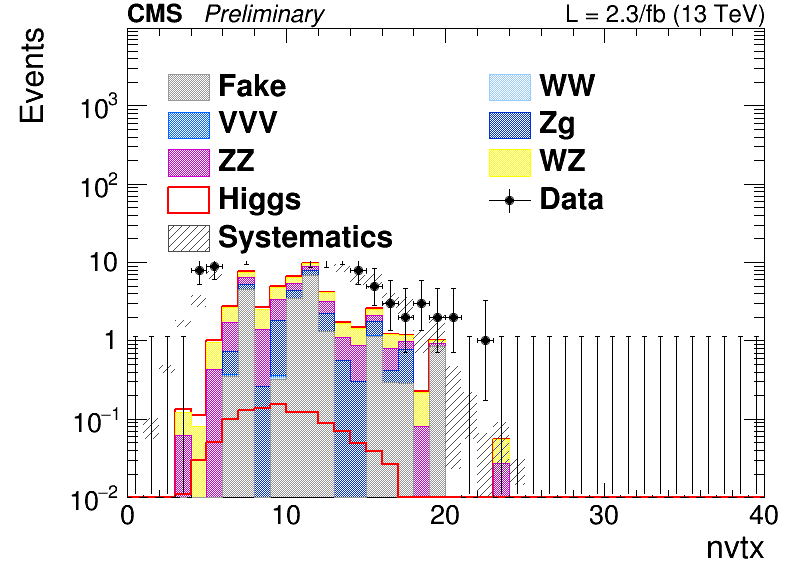 CMS Preliminary L = 2.3/fb (13 TeV)
Events
Fake WW
VVV Zg
ZZ WZ
Higgs Data
Systematics
10³
10²
10
1
10⁻¹
10⁻²
0 10 20 30 40
nvtx